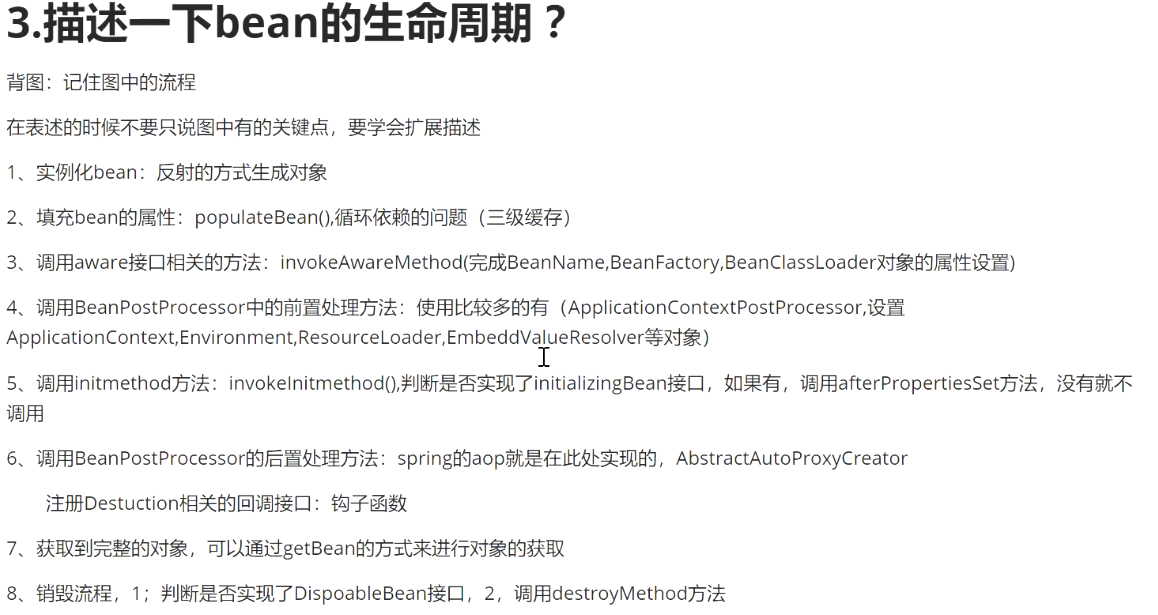 3.描述一下bean的生命周期？
背图：记住图中的流程
在表述的时候不要只说图中有的关键点，要学会扩展描述
1、实例化bean：反射的方式生成对象
2、填充bean的属性：populateBean(),循环依赖的问题（三级缓存）
3、调用aware接口相关的方法：invokeAwareMethod(完成BeanName,BeanFactory,BeanClassLoader对象的属性设置)
4、调用BeanPostProcessor中的前置处理方法：使用比较多的有（ApplicationContextPostProcessor,设置
ApplicationContext,Environment,ResourceLoader,EmbeddValueResolver等对象）
5、调用initmethod方法：invokeInitmethod(),判断是否实现了initializingBean接口，如果有，调用afterPropertiesSet方法，没有就不
调用
6、调用BeanPostProcessor的后置处理方法：spring的aop就是在此处实现的，AbstractAutoProxyCreator
注册Destuction相关的回调接口：钩子函数
7、获取到完整的对象，可以通过getBean的方式来进行对象的获取
8、销毁流程，1；判断是否实现了DispoableBean接口，2，调用destroyMethod方法